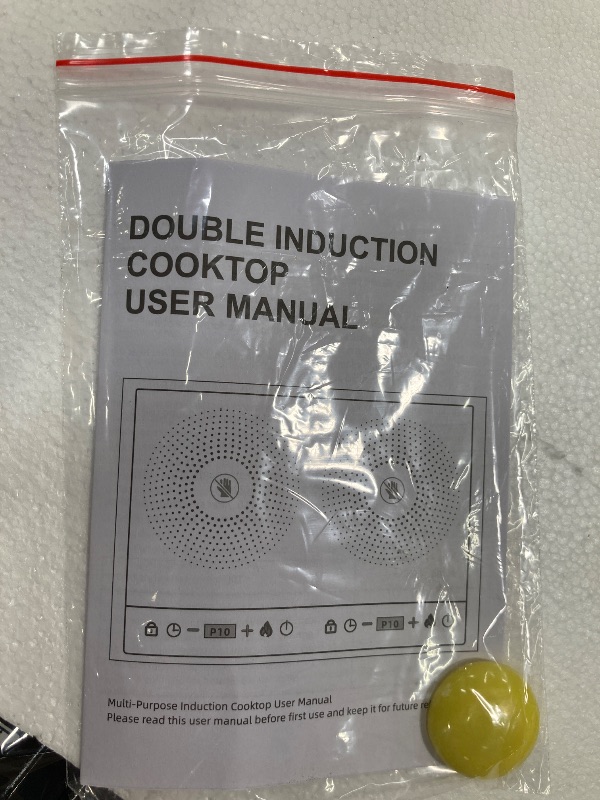 DOUBLE INDUCTION
COOKTOP
USER MANUAL
P10
P10
Multi-Purpose Induction Cooktop User Manual
Please read this user manual before first use and keep it for future